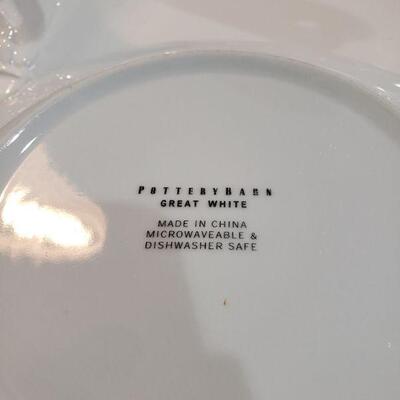 POTTERYBARN
GREAT WHITE
MADE IN CHINA
MICROWAVEABLE &
DISHWASHER SAFE